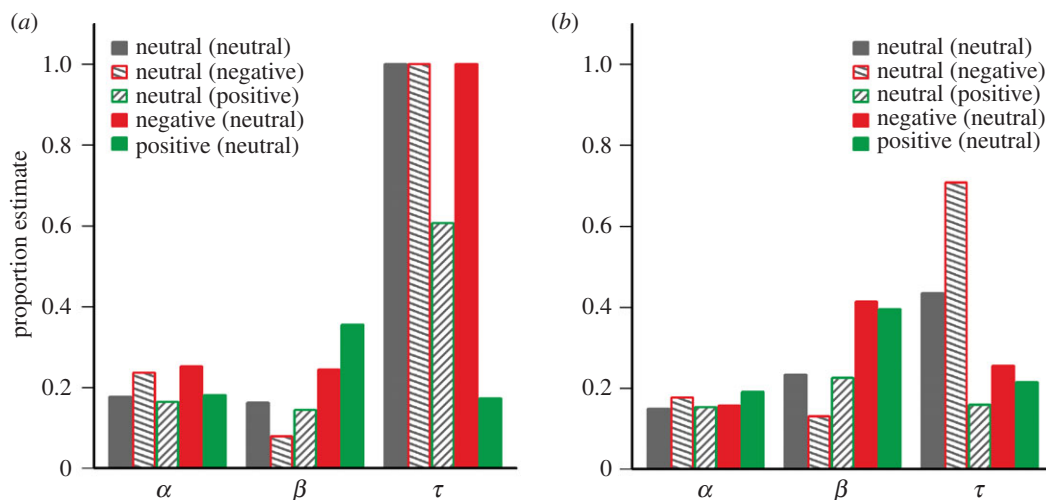 (a)
neutral (neutral)
neutral (negative)
neutral (positive)
negative (neutral)
positive (neutral)
proportion estimate
1.0
0.8
0.6
0.4
0.2
0
α
β
τ
(b)
neutral (neutral)
neutral (negative)
neutral (positive)
negative (neutral)
positive (neutral)
1.0
0.8
0.6
0.4
0.2
0
α
β
τ